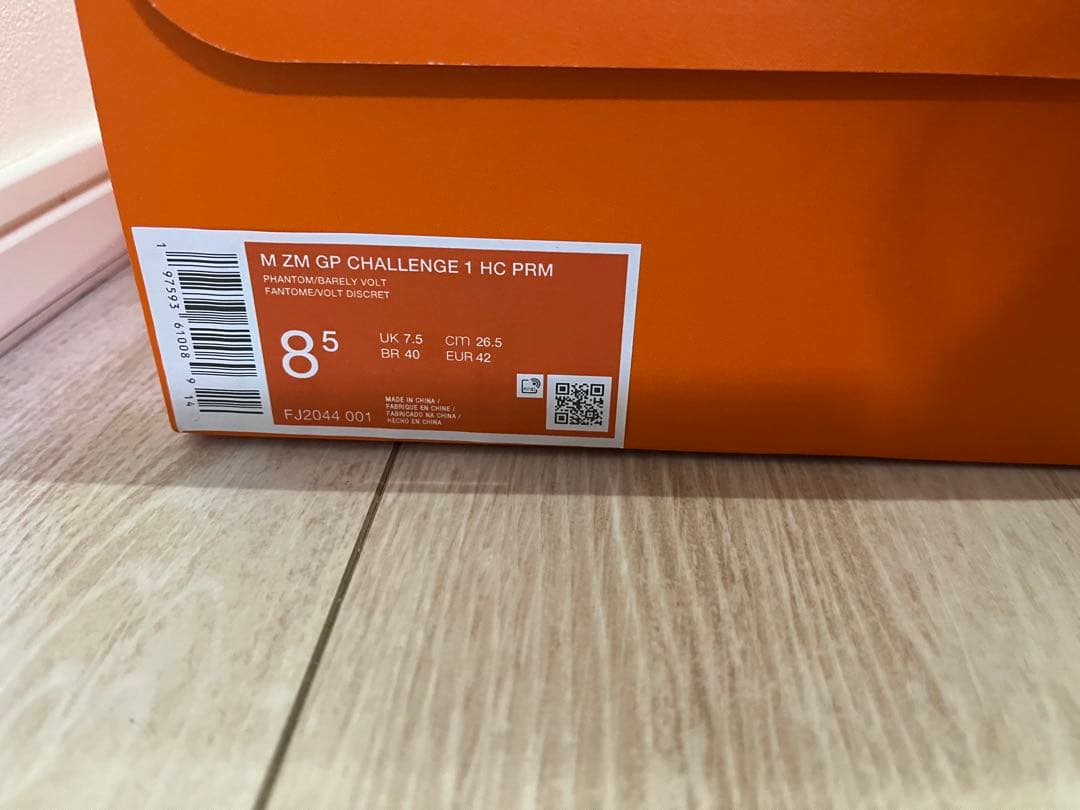 M ZM GP CHALLENGE 1 HC PRM
PHANTOM/BARELY VOLT
FANTOME/VOLT DISCRET
8⁵
UK 7.5 cm 26.5
BR 40 EUR 42
FJ2044 001
MADE IN CHINA /
FABRIQUE EN CHINE /
FABRICADO NA CHINA /
HECHO EN CHINA
1 97593 61008 9 14